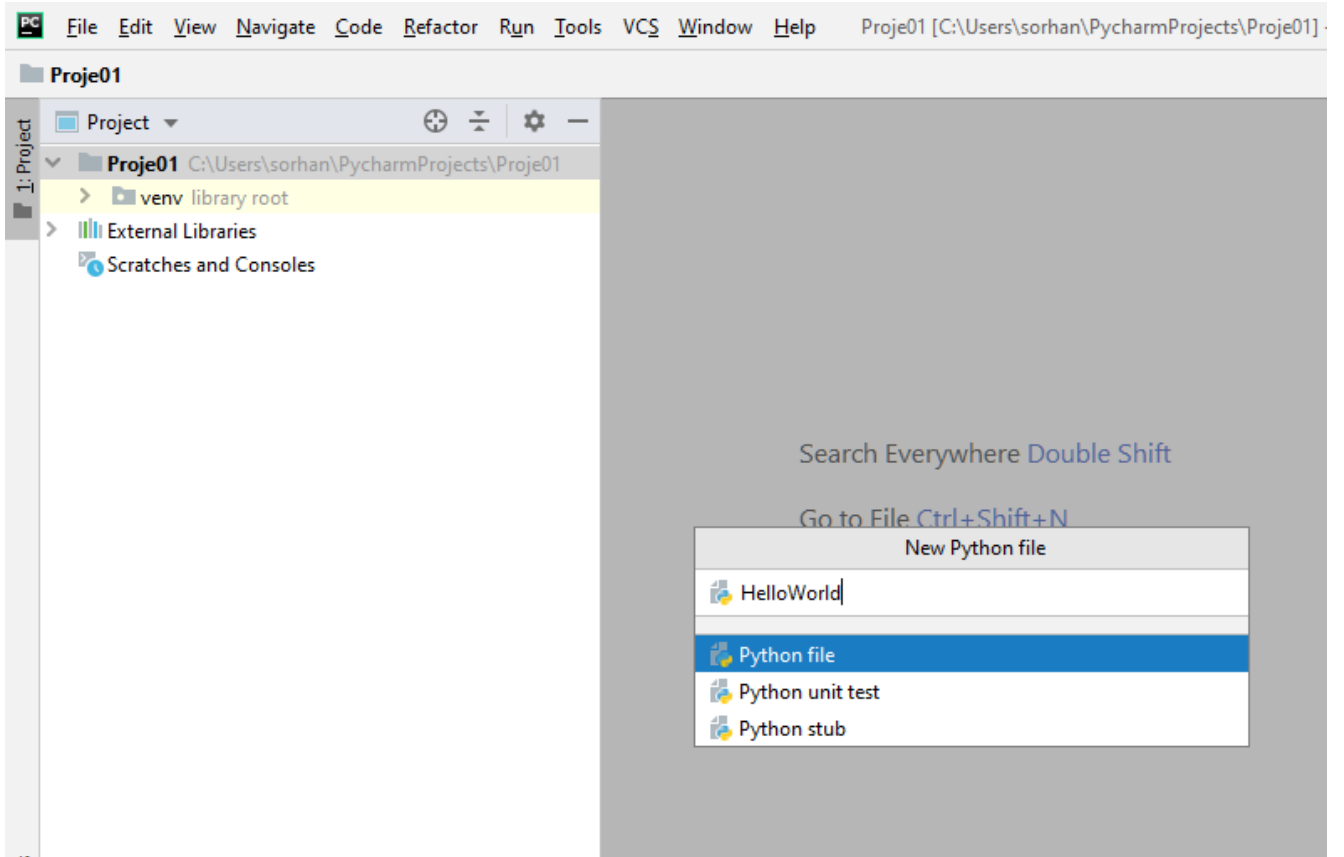 PC File Edit View Navigate Code Refactor Run Tools VCS Window Help Proje01 [C:\Users\sorhan\PycharmProjects\Proje01] -
Proje01
1: Project
Project
Proje01 C:\Users\sorhan\PycharmProjects\Proje01
venv library root
External Libraries
Scratches and Consoles
Search Everywhere Double Shift
Go to File Ctrl+Shift+N
New Python file
HelloWorld
Python file
Python unit test
Python stub